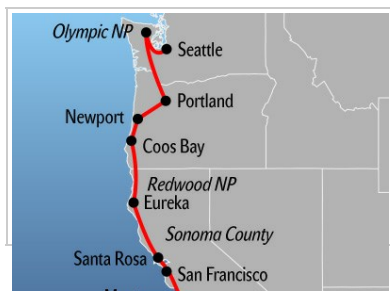 Olympic NP
Seattle
Portland
Newport
Coos Bay
Redwood NP
Eureka
Sonoma County
Santa Rosa
San Francisco